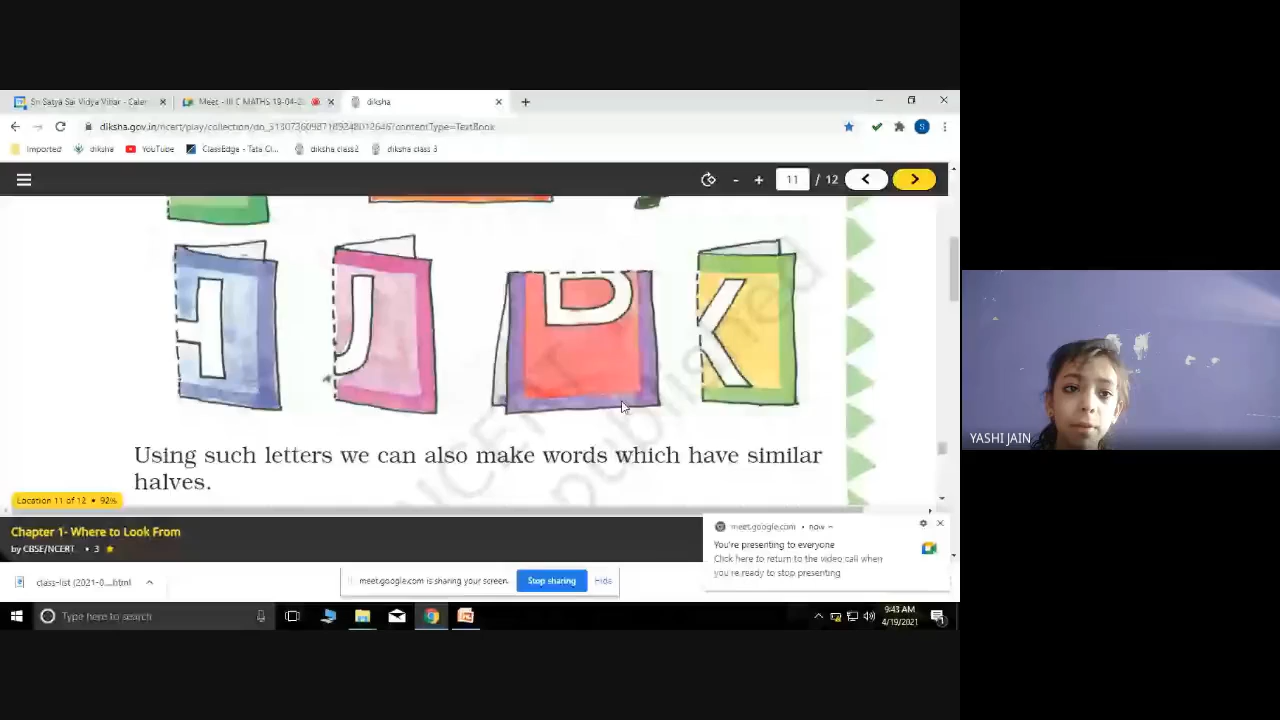 Sri Satya Sai Vidya Vihar - Calen
Meet - III C MATHS 19-04-2
diksha
diksha.gov.in/ncert/play/collection/do_31307360987189248012646?contentType=TextBook
Imported
diksha
YouTube
ClassEdge - Tata Cl...
diksha class2
diksha class 3
11 / 12
H
J
B
K
Using such letters we can also make words which have similar
halves.
Location 11 of 12 • 92%
Chapter 1- Where to Look From
by CBSE/NCERT • 3
meet.google.com • now
You're presenting to everyone
Click here to return to the video call when
you're ready to stop presenting
class-list (2021-0....html
meet.google.com is sharing your screen.
Stop sharing
Hide
Type here to search
9:43 AM
4/19/2021
YASHI JAIN